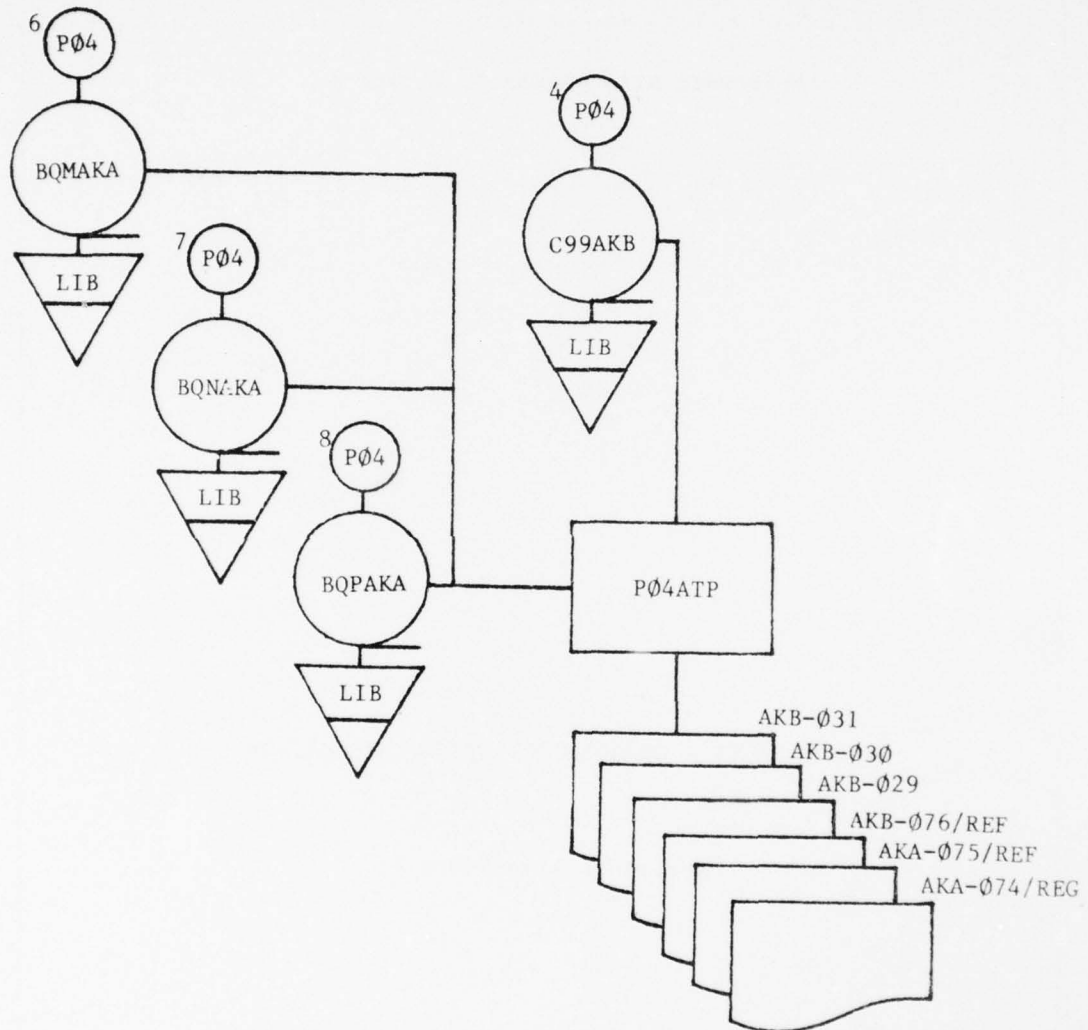 6
PØ4
BQMAKA
LIB
7
PØ4
BQNAKA
LIB
8
PØ4
BQPAKA
LIB
4
PØ4
C99AKB
LIB
PØ4ATP
AKB-Ø31
AKB-Ø3Ø
AKB-Ø29
AKB-Ø76/REF
AKA-Ø75/REF
AKA-Ø74/REG